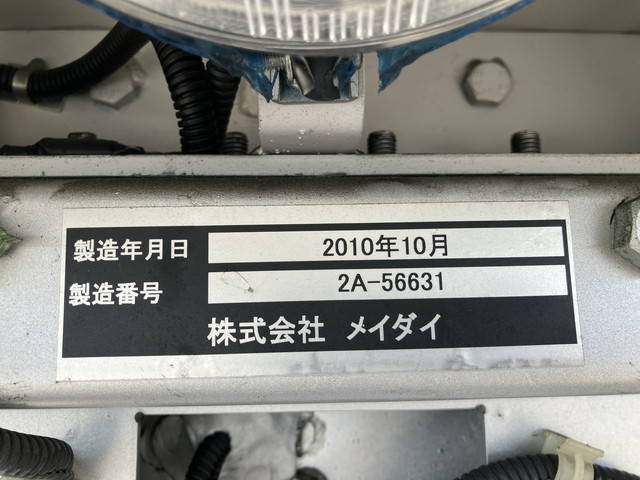 製造年月日 2010年10月
製造番号 2A-56631
株式会社 メイダイ